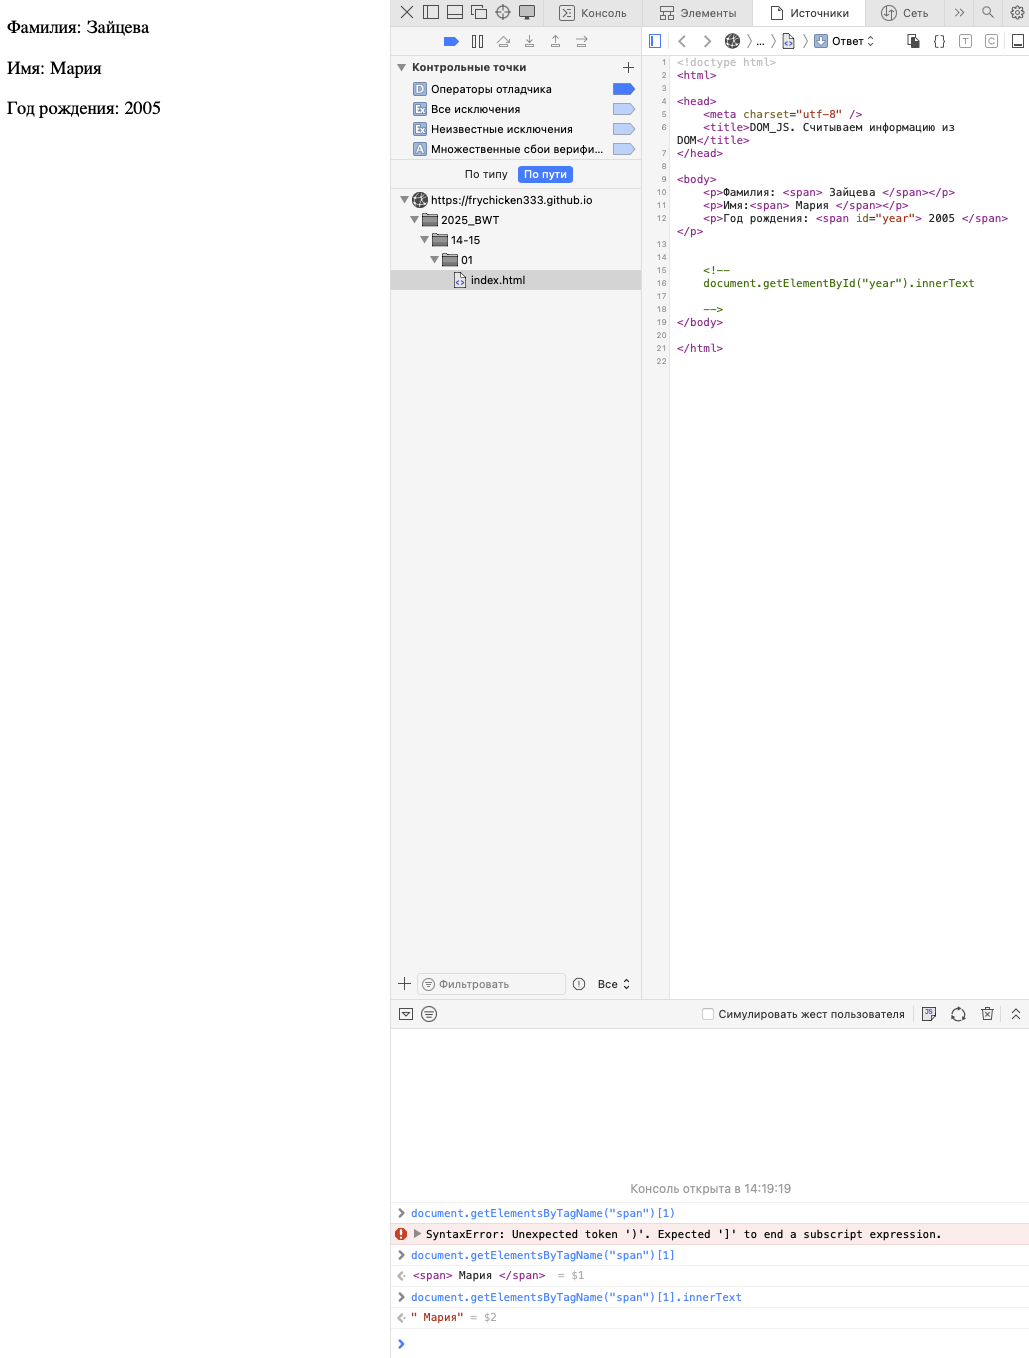 Фамилия: Зайцева
Имя: Мария
Год рождения: 2005
Консоль
Элементы
Источники
Сеть
...
Ответ
Контрольные точки
D Операторы отладчика
Ex Все исключения
Ex Неизвестные исключения
A Множественные сбои верифи...
По типу По пути
https://frychicken333.github.io
2025_BWT
14-15
01
index.html
1 <!doctype html>
2 <html>
3
4 <head>
5 <meta charset="utf-8" />
6 <title>DOM_JS. Считываем информацию из
DOM</title>
7 </head>
8
9 <body>
10 <p>Фамилия: <span> Зайцева </span></p>
11 <p>Имя:<span> Мария </span></p>
12 <p>Год рождения: <span id="year"> 2005 </span>
</p>
13
14
15 <!--
16 document.getElementById("year").innerText
17
18 -->
19 </body>
20
21 </html>
22
Фильтровать
Все
Симулировать жест пользователя
Консоль открыта в 14:19:19
document.getElementsByTagName("span")[1)
SyntaxError: Unexpected token ')'. Expected ']' to end a subscript expression.
document.getElementsByTagName("span")[1]
<span> Мария </span> = $1
document.getElementsByTagName("span")[1].innerText
" Мария" = $2